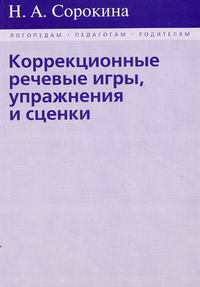 Н. А. Сорокина
ЛОГОПЕДАМ • ПЕДАГОГАМ • РОДИТЕЛЯМ
Коррекционные
речевые игры,
упражнения
и сценки